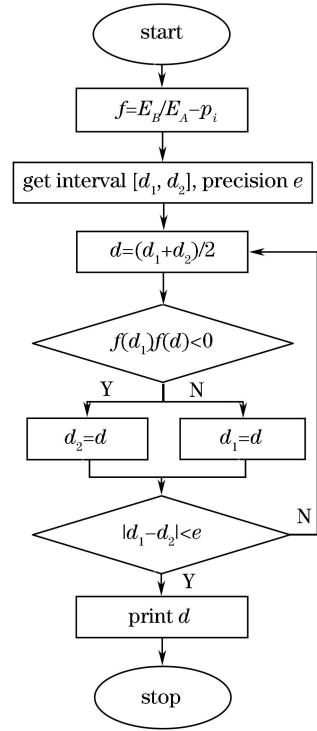 start
f=E_B/E_A−p_i
get interval [d_1, d_2], precision e
d=(d_1+d_2)/2
f(d_1)f(d)<0
Y N
d_2=d d_1=d
|d_1−d_2|<e
N
Y
print d
stop